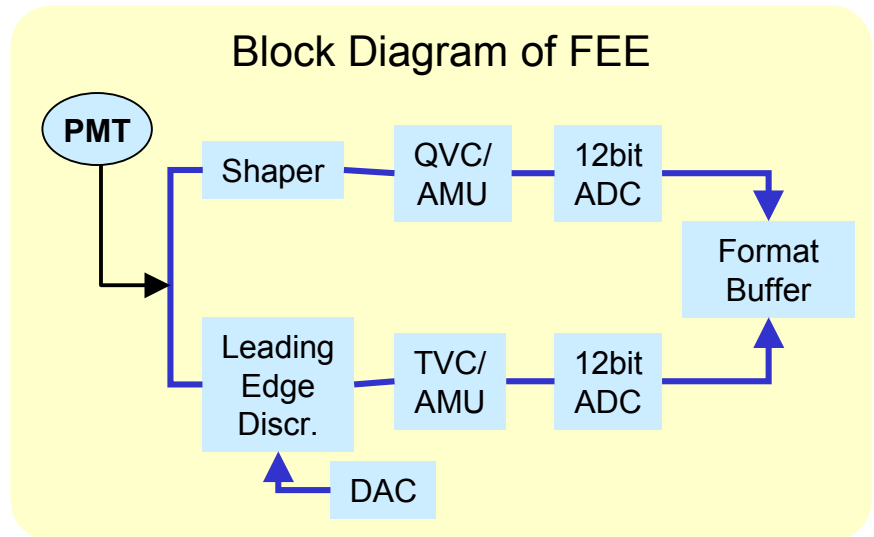 Block Diagram of FEE
PMT
Shaper
QVC/
AMU
12bit
ADC
Format
Buffer
Leading
Edge
Discr.
TVC/
AMU
12bit
ADC
DAC